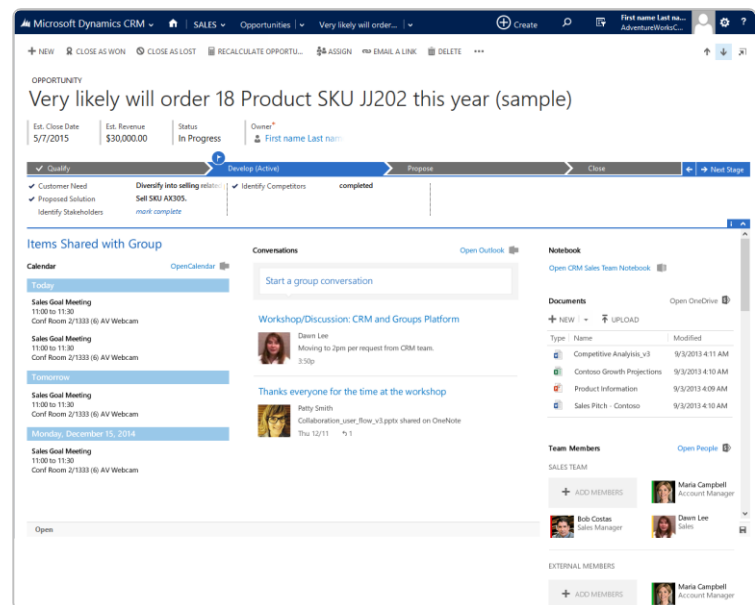 Microsoft Dynamics CRM SALES Opportunities Very likely will order... Create First name Last na...
AdventureWorksC... ?
NEW CLOSE AS WON CLOSE AS LOST RECALCULATE OPPORTU... ASSIGN EMAIL A LINK DELETE ...
OPPORTUNITY
Very likely will order 18 Product SKU JJ202 this year (sample)
Est. Close Date Est. Revenue Status Owner*
5/7/2015 $30,000.00 In Progress First name Last nam
Qualify Develop (Active) Propose Close Next Stage
Customer Need Diversify into selling related Identify Competitors completed
Proposed Solution Sell SKU AX305.
Identify Stakeholders mark complete
Items Shared with Group
Calendar OpenCalendar
Today
Sales Goal Meeting
11:00 to 11:30
Conf Room 2/1333 (6) AV Webcam
Sales Goal Meeting
11:00 to 11:30
Conf Room 2/1333 (6) AV Webcam
Tomorrow
Sales Goal Meeting
11:00 to 11:30
Conf Room 2/1333 (6) AV Webcam
Monday, December 15, 2014
Sales Goal Meeting
11:00 to 11:30
Conf Room 2/1333 (6) AV Webcam
Conversations Open Outlook
Start a group conversation
Workshop/Discussion: CRM and Groups Platform
Dawn Lee
Moving to 2pm per request from CRM team.
3:50p
Thanks everyone for the time at the workshop
Patty Smith
Collaboration_user_flow_v3.pptx shared on OneNote
Thu 12/11 1
Notebook
Open CRM Sales Team Notebook
Documents Open OneDrive
NEW UPLOAD
Type Name Modified
Competitive Analyisis_v3 9/3/2013 4:11 AM
Contoso Growth Projections 9/3/2013 4:10 AM
Product Information 9/3/2013 4:09 AM
Sales Pitch - Contoso 9/3/2013 4:10 AM
Team Members Open People
SALES TEAM
ADD MEMBERS
Maria Campbell
Account Manager
Bob Costas
Sales Manager
Dawn Lee
Sales
EXTERNAL MEMBERS
ADD MEMBERS
Maria Campbell
Account Manager
Open